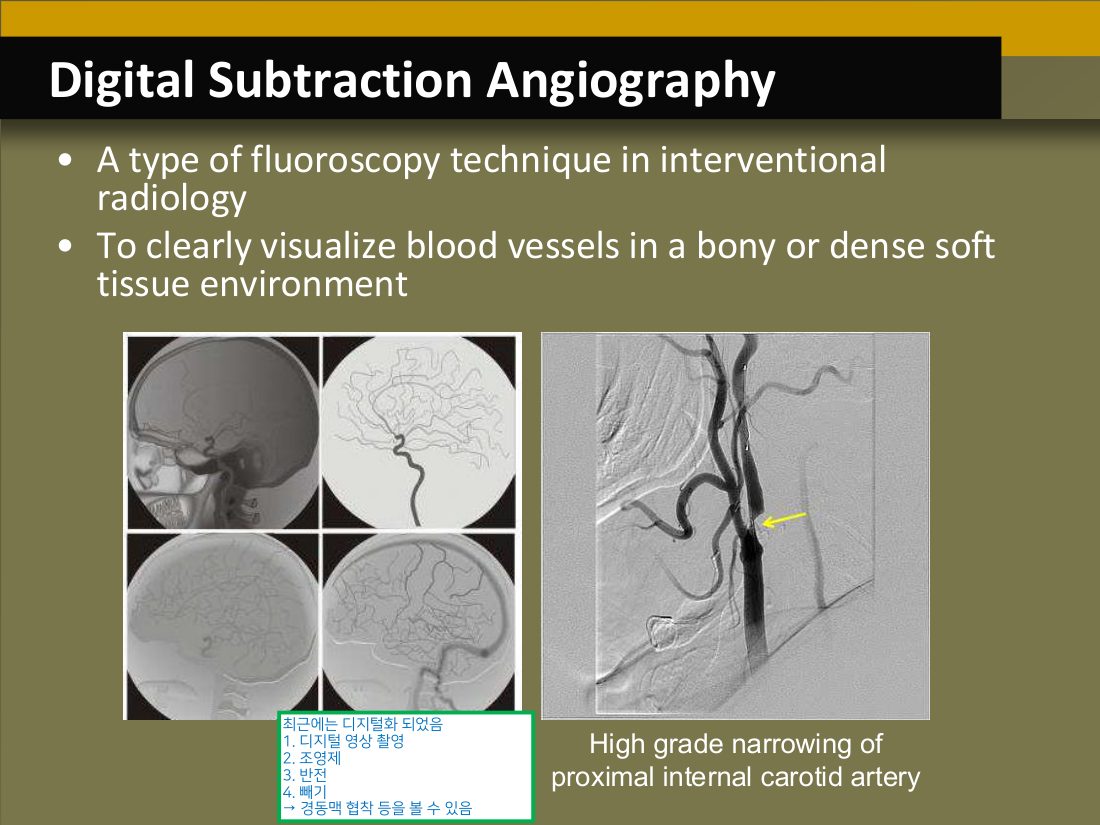 Digital Subtraction Angiography
• A type of fluoroscopy technique in interventional
radiology
• To clearly visualize blood vessels in a bony or dense soft
tissue environment
최근에는 디지털화 되었음
1. 디지털 영상 촬영
2. 조영제
3. 반전
4. 빼기
→ 경동맥 협착 등을 볼 수 있음
High grade narrowing of
proximal internal carotid artery